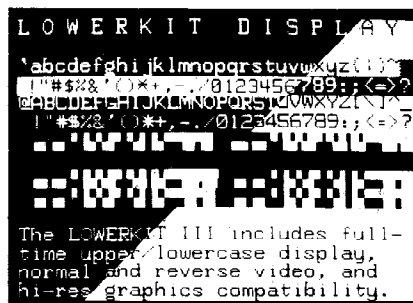 LOWERKIT DISPLAY
`abcdefghijklmnopqrstuvwxyz{|}~
!"#$%&'()*+,-./0123456789:;<=>?
@ABCDEFGHIJKLMNOPQRSTUVWXYZ[\]^
!"#$%&'()*+,-./0123456789:;<=>?
The LOWERKIT III includes full-
time upper/lowercase display,
normal and reverse video, and
hi-res graphics compatibility.